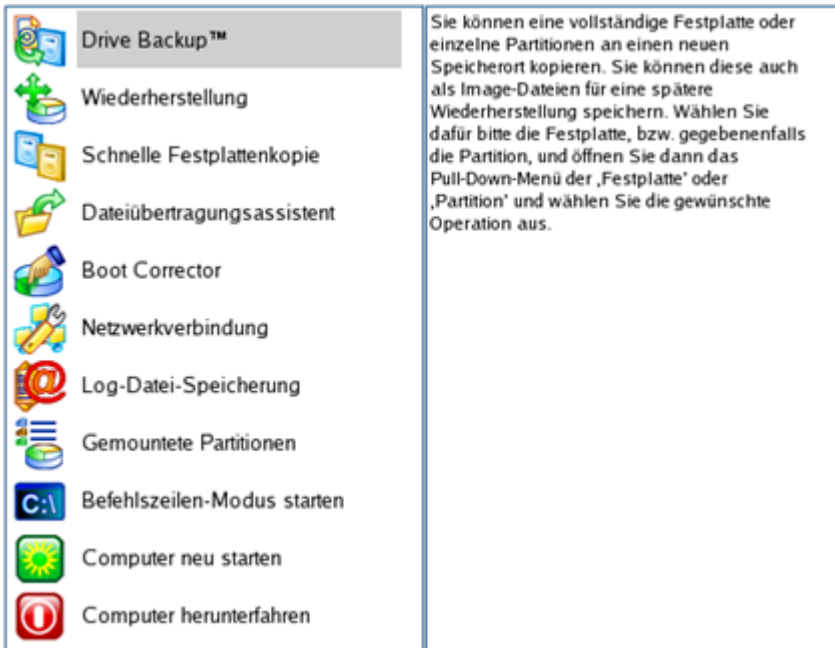 Drive Backup™
Wiederherstellung
Schnelle Festplattenkopie
Dateiübertragungsassistent
Boot Corrector
Netzwerkverbindung
@ Log-Datei-Speicherung
Gemountete Partitionen
C:\ Befehlszeilen-Modus starten
Computer neu starten
Computer herunterfahren
Sie können eine vollständige Festplatte oder
einzelne Partitionen an einen neuen
Speicherort kopieren. Sie können diese auch
als Image-Dateien für eine spätere
Wiederherstellung speichern. Wählen Sie
dafür bitte die Festplatte, bzw. gegebenenfalls
die Partition, und öffnen Sie dann das
Pull-Down-Menü der ‚Festplatte' oder
‚Partition' und wählen Sie die gewünschte
Operation aus.